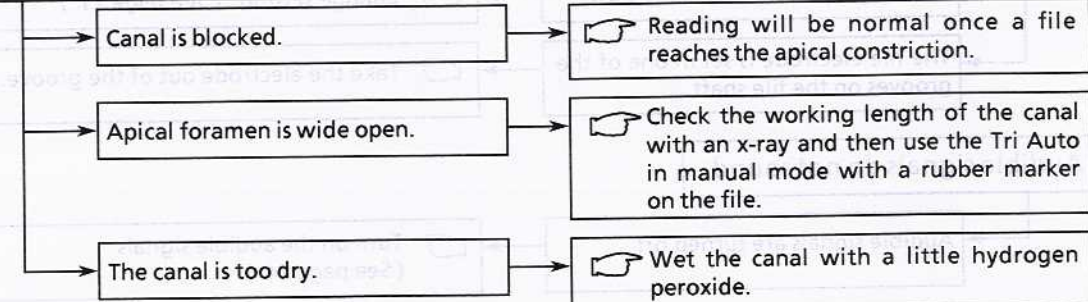 Canal is blocked.
Reading will be normal once a file
reaches the apical constriction.
Apical foramen is wide open.
Check the working length of the canal
with an x-ray and then use the Tri Auto
in manual mode with a rubber marker
on the file.
The canal is too dry.
Wet the canal with a little hydrogen
peroxide.